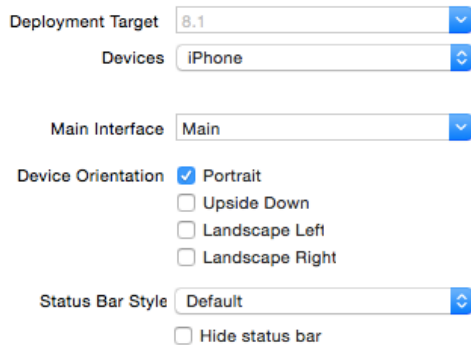 Deployment Target 8.1
Devices iPhone
Main Interface Main
Device Orientation Portrait
Upside Down
Landscape Left
Landscape Right
Status Bar Style Default
Hide status bar